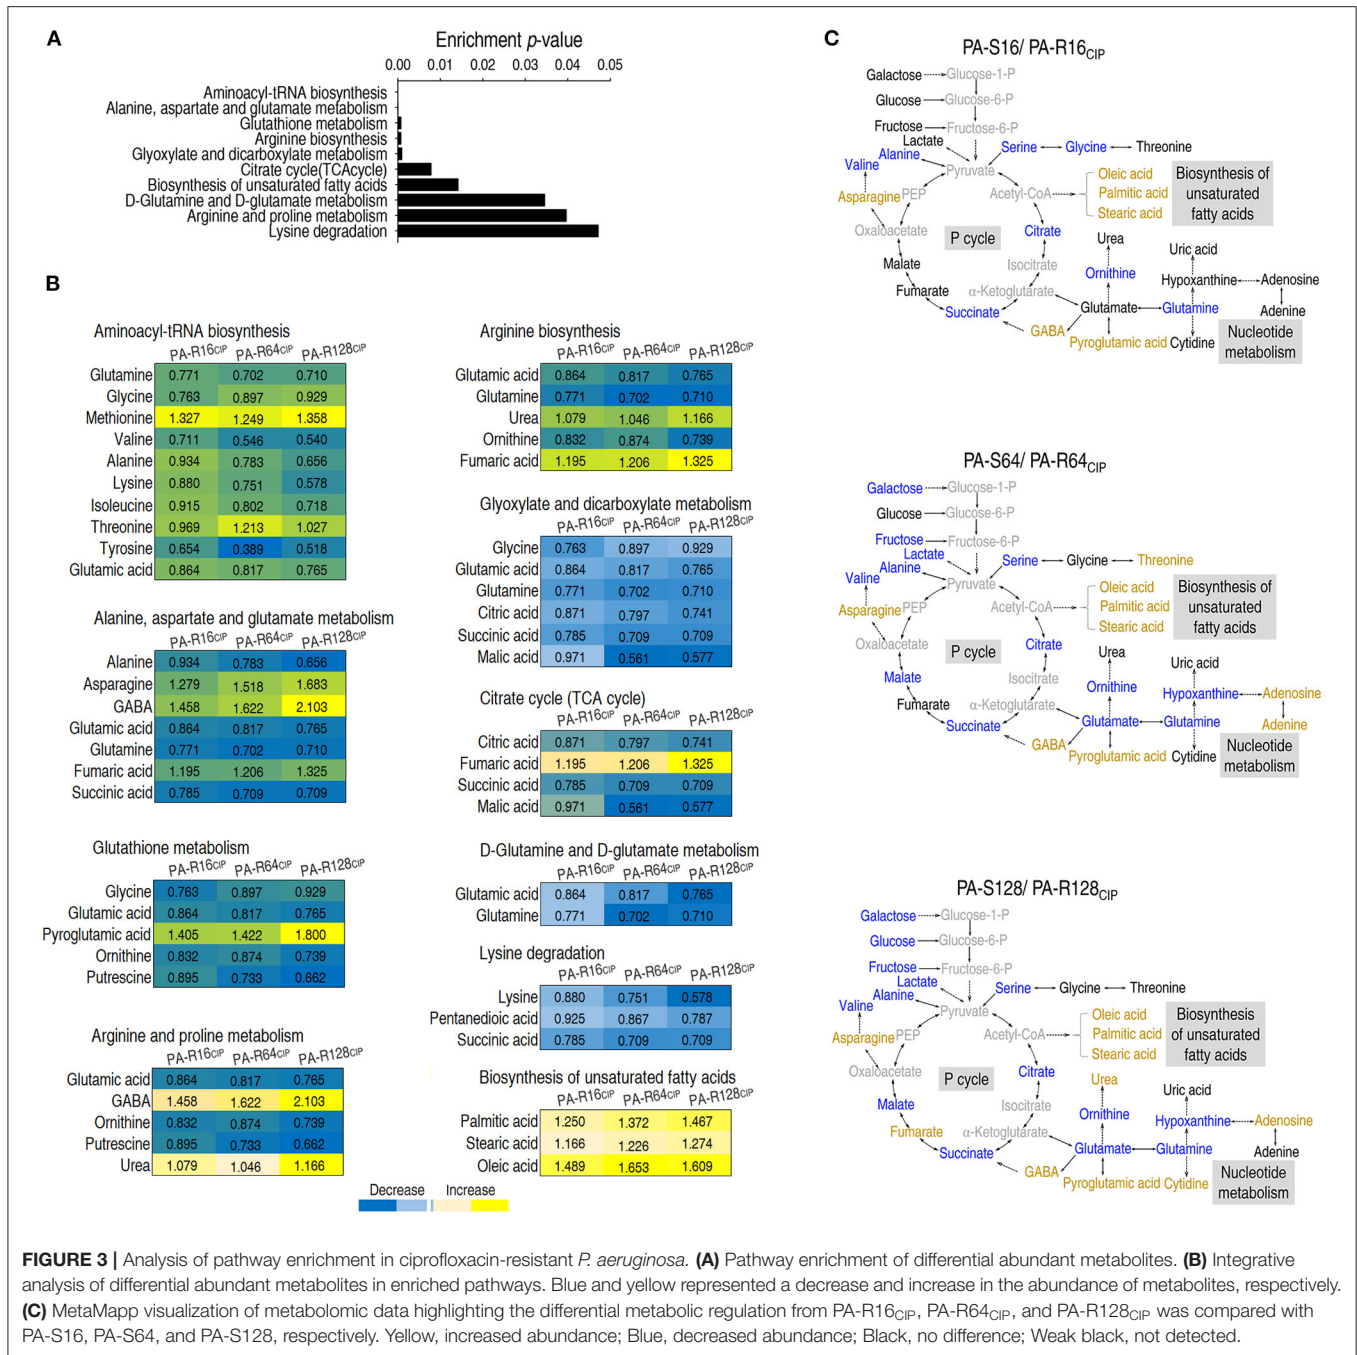 A
Enrichment p-value
0.00 0.01 0.02 0.03 0.04 0.05
Aminoacyl-tRNA biosynthesis
Alanine, aspartate and glutamate metabolism
Glutathione metabolism
Arginine biosynthesis
Glyoxylate and dicarboxylate metabolism
Citrate cycle(TCAcycle)
Biosynthesis of unsaturated fatty acids
D-Glutamine and D-glutamate metabolism
Arginine and proline metabolism
Lysine degradation
B
Aminoacyl-tRNA biosynthesis
PA-R16CIP PA-R64CIP PA-R128CIP
Glutamine 0.771 0.702 0.710
Glycine 0.763 0.897 0.929
Methionine 1.327 1.249 1.358
Valine 0.711 0.546 0.540
Alanine 0.934 0.783 0.656
Lysine 0.880 0.751 0.578
Isoleucine 0.915 0.802 0.718
Threonine 0.969 1.213 1.027
Tyrosine 0.654 0.389 0.518
Glutamic acid 0.864 0.817 0.765
Alanine, aspartate and glutamate metabolism
PA-R16CIP PA-R64CIP PA-R128CIP
Alanine 0.934 0.783 0.656
Asparagine 1.279 1.518 1.683
GABA 1.458 1.622 2.103
Glutamic acid 0.864 0.817 0.765
Glutamine 0.771 0.702 0.710
Fumaric acid 1.195 1.206 1.325
Succinic acid 0.785 0.709 0.709
Glutathione metabolism
PA-R16CIP PA-R64CIP PA-R128CIP
Glycine 0.763 0.897 0.929
Glutamic acid 0.864 0.817 0.765
Pyroglutamic acid 1.405 1.422 1.800
Ornithine 0.832 0.874 0.739
Putrescine 0.895 0.733 0.662
Arginine and proline metabolism
PA-R16CIP PA-R64CIP PA-R128CIP
Glutamic acid 0.864 0.817 0.765
GABA 1.458 1.622 2.103
Ornithine 0.832 0.874 0.739
Putrescine 0.895 0.733 0.662
Urea 1.079 1.046 1.166
Arginine biosynthesis
PA-R16CIP PA-R64CIP PA-R128CIP
Glutamic acid 0.864 0.817 0.765
Glutamine 0.771 0.702 0.710
Urea 1.079 1.046 1.166
Ornithine 0.832 0.874 0.739
Fumaric acid 1.195 1.206 1.325
Glyoxylate and dicarboxylate metabolism
PA-R16CIP PA-R64CIP PA-R128CIP
Glycine 0.763 0.897 0.929
Glutamic acid 0.864 0.817 0.765
Glutamine 0.771 0.702 0.710
Citric acid 0.871 0.797 0.741
Succinic acid 0.785 0.709 0.709
Malic acid 0.971 0.561 0.577
Citrate cycle (TCA cycle)
PA-R16CIP PA-R64CIP PA-R128CIP
Citric acid 0.871 0.797 0.741
Fumaric acid 1.195 1.206 1.325
Succinic acid 0.785 0.709 0.709
Malic acid 0.971 0.561 0.577
D-Glutamine and D-glutamate metabolism
PA-R16CIP PA-R64CIP PA-R128CIP
Glutamic acid 0.864 0.817 0.765
Glutamine 0.771 0.702 0.710
Lysine degradation
PA-R16CIP PA-R64CIP PA-R128CIP
Lysine 0.880 0.751 0.578
Pentanedioic acid 0.925 0.867 0.787
Succinic acid 0.785 0.709 0.709
Biosynthesis of unsaturated fatty acids
PA-R16CIP PA-R64CIP PA-R128CIP
Palmitic acid 1.250 1.372 1.467
Stearic acid 1.166 1.226 1.274
Oleic acid 1.489 1.653 1.609
Decrease Increase
C
PA-S16/ PA-R16CIP
Galactose Glucose-1-P
Glucose Glucose-6-P
Fructose Fructose-6-P
Lactate
Alanine Serine Glycine Threonine
Valine Pyruvate
Oleic acid Biosynthesis of
Asparagine PEP Acetyl-CoA Palmitic acid unsaturated
Stearic acid fatty acids
Oxaloacetate P cycle Citrate Urea
Uric acid
Malate Isocitrate Ornithine Hypoxanthine Adenosine
Fumarate α-Ketoglutarate
Succinate Glutamate Glutamine Adenine
GABA Pyroglutamic acid Cytidine Nucleotide
metabolism
PA-S64/ PA-R64CIP
Galactose Glucose-1-P
Glucose Glucose-6-P
Fructose Fructose-6-P
Lactate
Alanine Serine Glycine Threonine
Valine Pyruvate
Oleic acid Biosynthesis of
Asparagine PEP Acetyl-CoA Palmitic acid unsaturated
Stearic acid fatty acids
Oxaloacetate P cycle Citrate Urea
Uric acid
Malate Isocitrate Ornithine Hypoxanthine Adenosine
Fumarate α-Ketoglutarate
Succinate Glutamate Glutamine Adenine
GABA Pyroglutamic acid Cytidine Nucleotide
metabolism
PA-S128/ PA-R128CIP
Galactose Glucose-1-P
Glucose Glucose-6-P
Fructose Fructose-6-P
Lactate
Alanine Serine Glycine Threonine
Valine Pyruvate
Oleic acid Biosynthesis
Asparagine PEP Acetyl-CoA Palmitic acid of unsaturated
Stearic acid fatty acids
Oxaloacetate P cycle Citrate Urea
Uric acid
Malate Isocitrate Ornithine Hypoxanthine Adenosine
Fumarate α-Ketoglutarate
Succinate Glutamate Glutamine Adenine
GABA Pyroglutamic acid Cytidine Nucleotide
metabolism
FIGURE 3 | Analysis of pathway enrichment in ciprofloxacin-resistant P. aeruginosa. (A) Pathway enrichment of differential abundant metabolites. (B) Integrative
analysis of differential abundant metabolites in enriched pathways. Blue and yellow represented a decrease and increase in the abundance of metabolites, respectively.
(C) MetaMapp visualization of metabolomic data highlighting the differential metabolic regulation from PA-R16CIP, PA-R64CIP, and PA-R128CIP was compared with
PA-S16, PA-S64, and PA-S128, respectively. Yellow, increased abundance; Blue, decreased abundance; Black, no difference; Weak black, not detected.